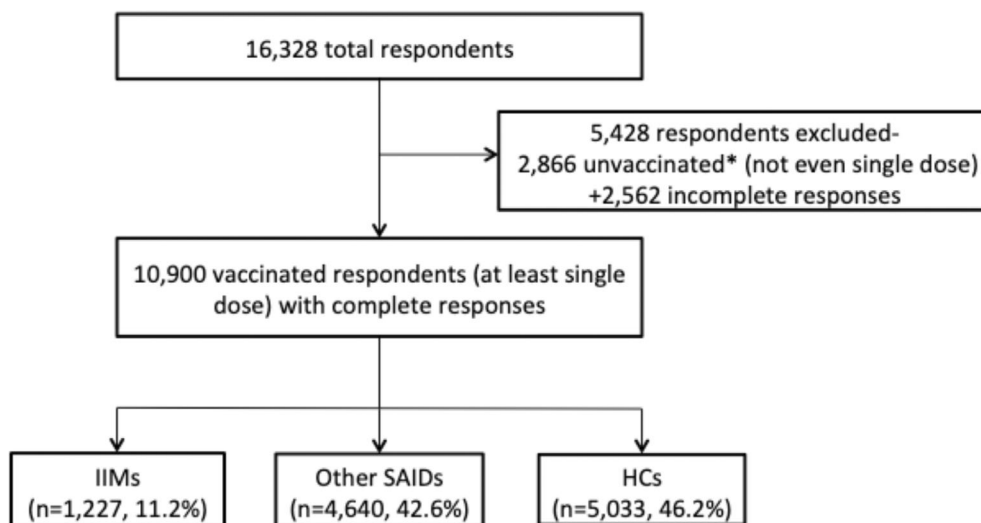 16,328 total respondents
5,428 respondents excluded-
2,866 unvaccinated* (not even single dose)
+2,562 incomplete responses
10,900 vaccinated respondents (at least single
dose) with complete responses
IIMs
(n=1,227, 11.2%)
Other SAIDs
(n=4,640, 42.6%)
HCs
(n=5,033, 46.2%)